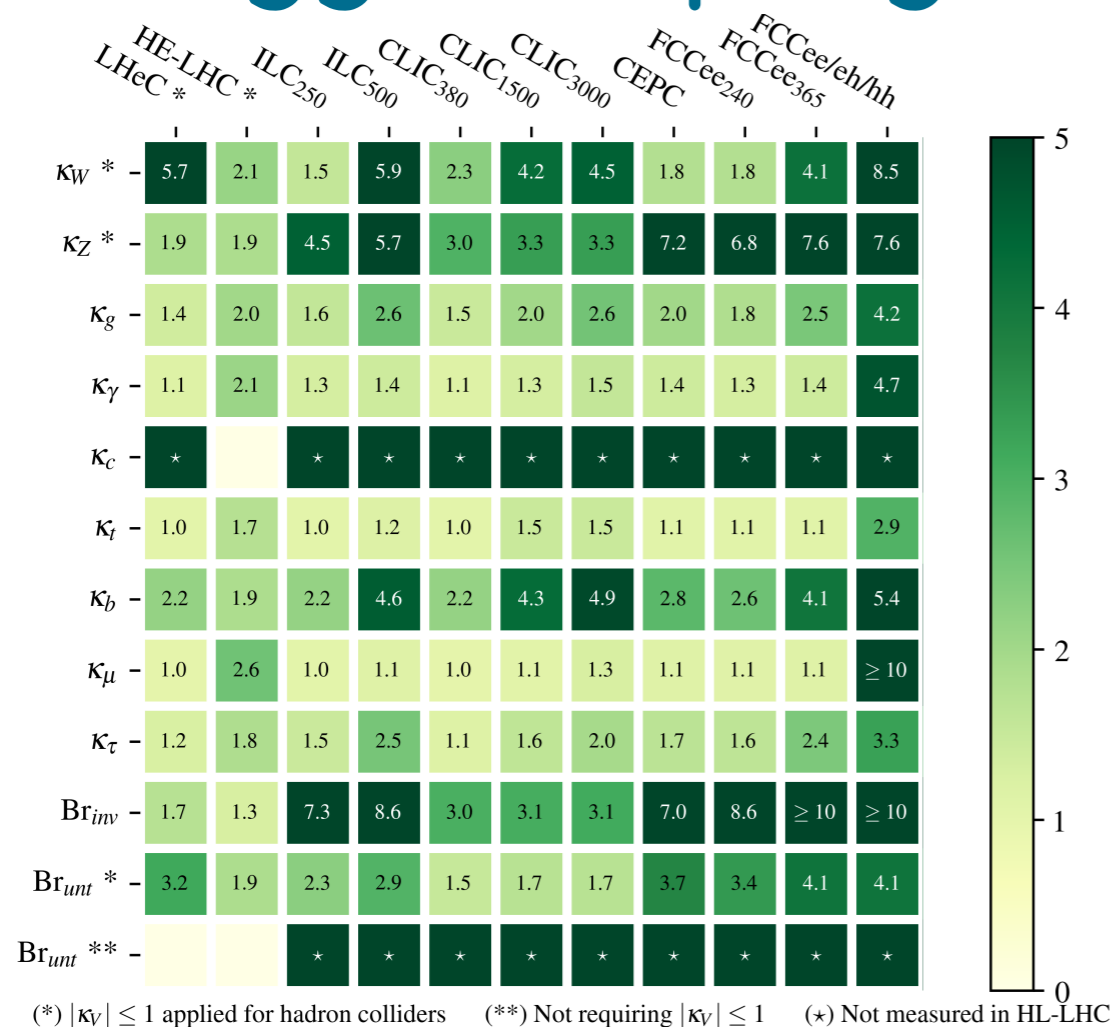 LHeC *
HE-LHC *
ILC250
ILC500
CLIC380
CLIC1500
CLIC3000
CEPC
FCCee240
FCCee365
FCCee/eh/hh
κW * 5.7 2.1 1.5 5.9 2.3 4.2 4.5 1.8 1.8 4.1 8.5
κZ * 1.9 1.9 4.5 5.7 3.0 3.3 3.3 7.2 6.8 7.6 7.6
κg 1.4 2.0 1.6 2.6 1.5 2.0 2.6 2.0 1.8 2.5 4.2
κγ 1.1 2.1 1.3 1.4 1.1 1.3 1.5 1.4 1.3 1.4 4.7
κc ⋆ ⋆ ⋆ ⋆ ⋆ ⋆ ⋆ ⋆ ⋆ ⋆
κt 1.0 1.7 1.0 1.2 1.0 1.5 1.5 1.1 1.1 1.1 2.9
κb 2.2 1.9 2.2 4.6 2.2 4.3 4.9 2.8 2.6 4.1 5.4
κμ 1.0 2.6 1.0 1.1 1.0 1.1 1.3 1.1 1.1 1.1 ≥ 10
κτ 1.2 1.8 1.5 2.5 1.1 1.6 2.0 1.7 1.6 2.4 3.3
Brinv 1.7 1.3 7.3 8.6 3.0 3.1 3.1 7.0 8.6 ≥ 10 ≥ 10
Brunt * 3.2 1.9 2.3 2.9 1.5 1.7 1.7 3.7 3.4 4.1 4.1
Brunt ** ⋆ ⋆ ⋆ ⋆ ⋆ ⋆ ⋆ ⋆ ⋆
5
4
3
2
1
0
(*) |κV| ≤ 1 applied for hadron colliders (**) Not requiring |κV| ≤ 1 (⋆) Not measured in HL-LHC